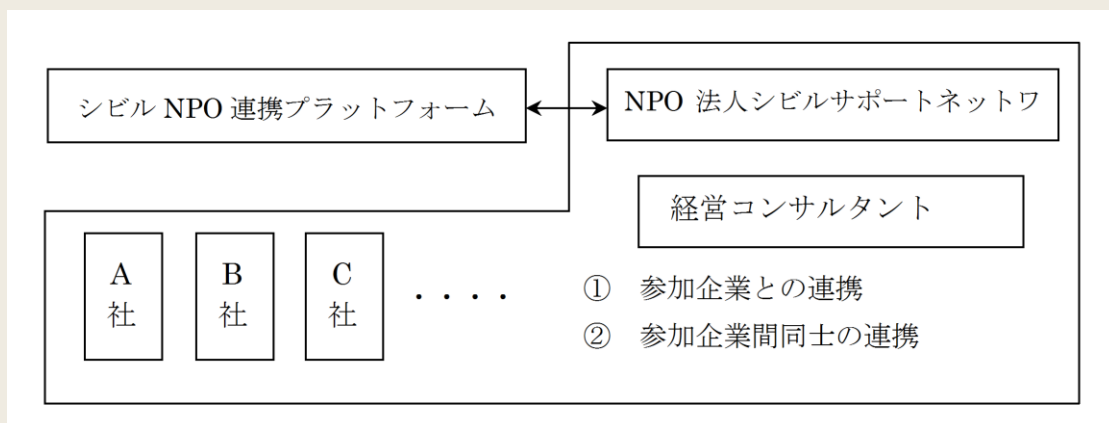 シビル NPO 連携プラットフォーム
NPO 法人シビルサポートネットワ
経営コンサルタント
A
社
B
社
C
社
・・・・
① 参加企業との連携
② 参加企業間同士の連携